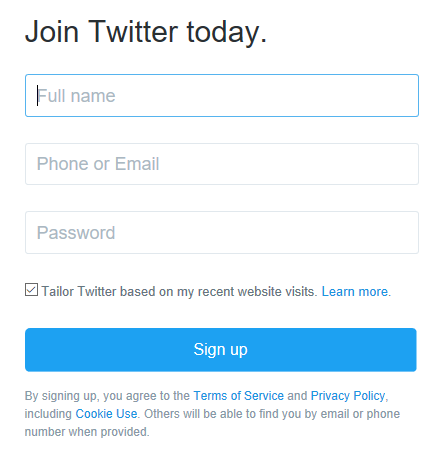 Join Twitter today.
Full name
Phone or Email
Password
Tailor Twitter based on my recent website visits. Learn more.
Sign up
By signing up, you agree to the Terms of Service and Privacy Policy,
including Cookie Use. Others will be able to find you by email or phone
number when provided.